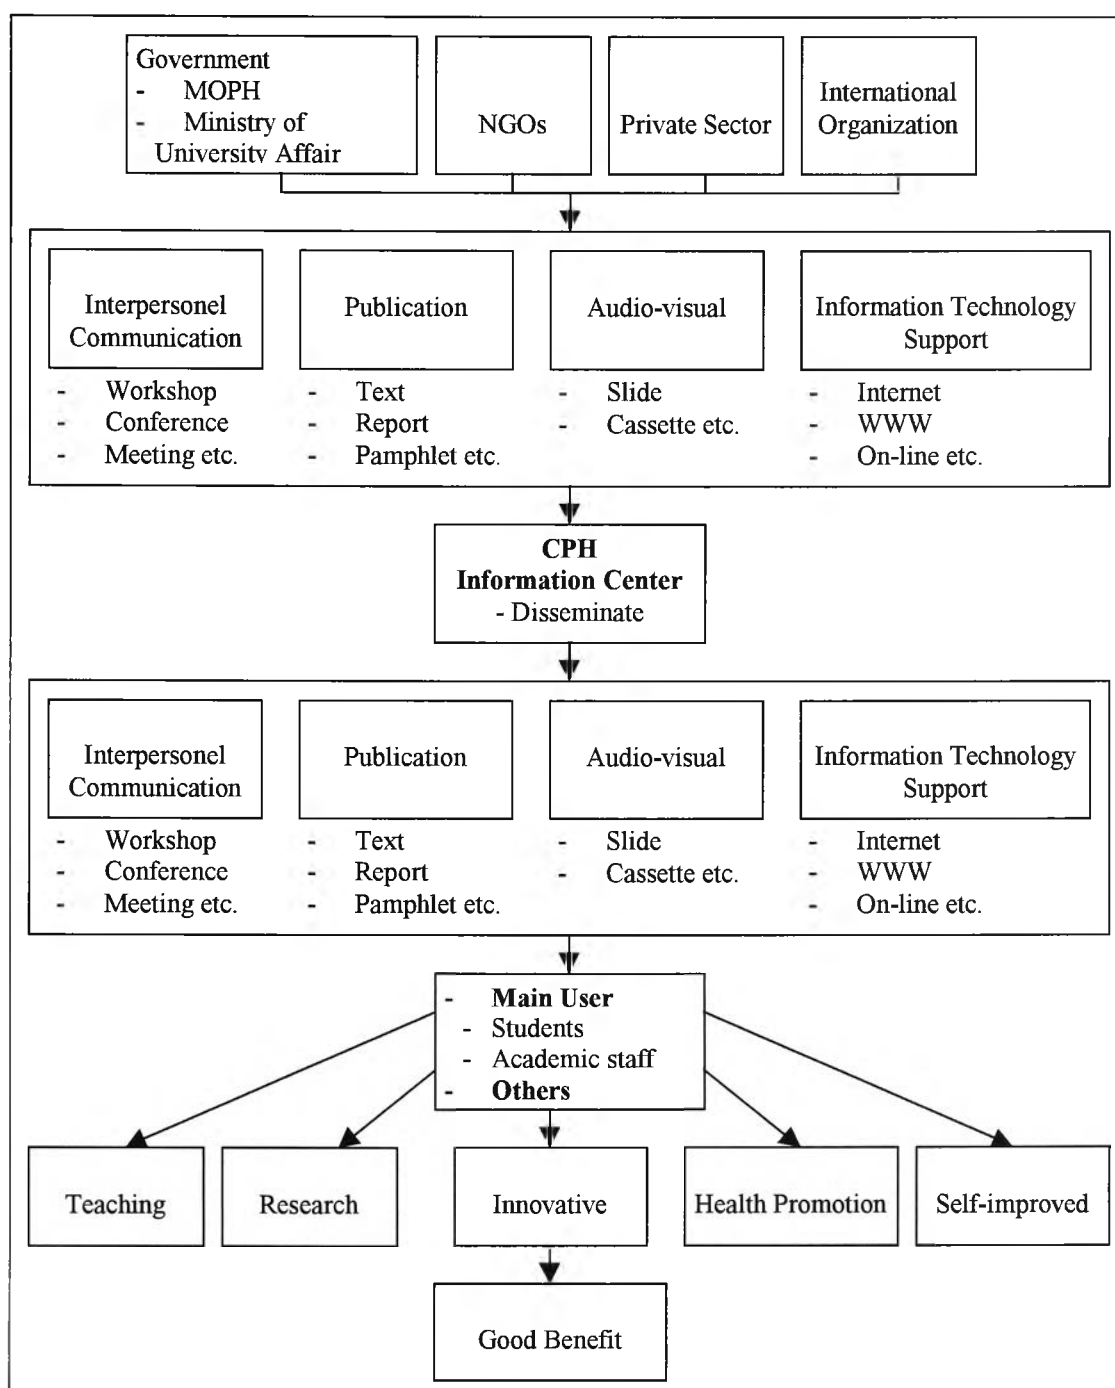 Government
- MOPH
- Ministry of
University Affair
NGOs
Private Sector
International
Organization
Interpersonel
Communication
- Workshop
- Conference
- Meeting etc.
Publication
- Text
- Report
- Pamphlet etc.
Audio-visual
- Slide
- Cassette etc.
Information Technology
Support
- Internet
- WWW
- On-line etc.
CPH
Information Center
- Disseminate
Interpersonel
Communication
- Workshop
- Conference
- Meeting etc.
Publication
- Text
- Report
- Pamphlet etc.
Audio-visual
- Slide
- Cassette etc.
Information Technology
Support
- Internet
- WWW
- On-line etc.
- Main User
- Students
- Academic staff
- Others
Teaching
Research
Innovative
Health Promotion
Self-improved
Good Benefit